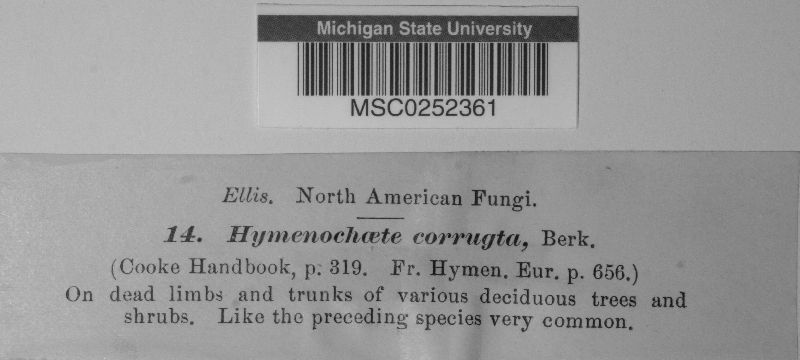 Michigan State University
MSC0252361
Ellis. North American Fungi.
14. Hymenochæte corrugta, Berk.
(Cooke Handbook, p. 319. Fr. Hymen. Eur. p. 656.)
On dead limbs and trunks of various deciduous trees and
shrubs. Like the preceding species very common.